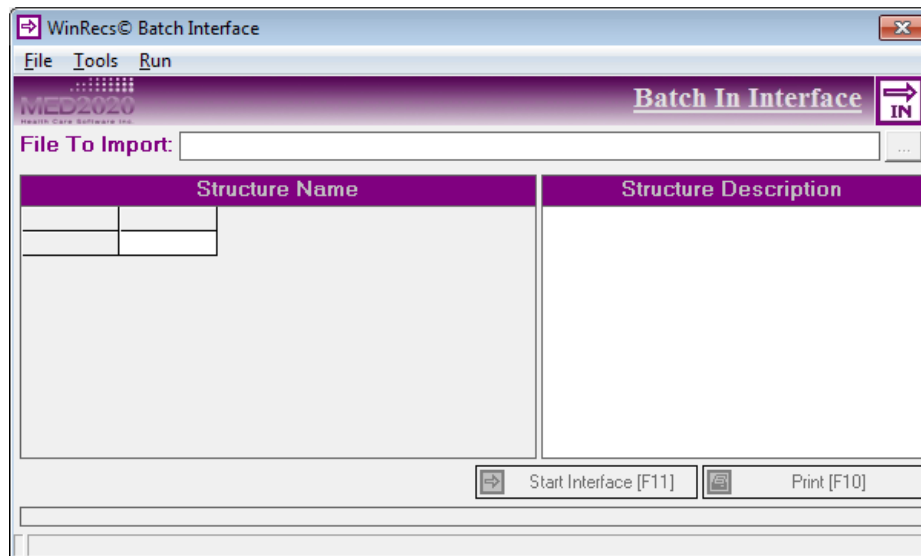 WinRecs© Batch Interface
File Tools Run
MED2020
Health Care Software Inc.
Batch In Interface
IN
File To Import:
...
Structure Name
Structure Description
Start Interface [F11]
Print [F10]